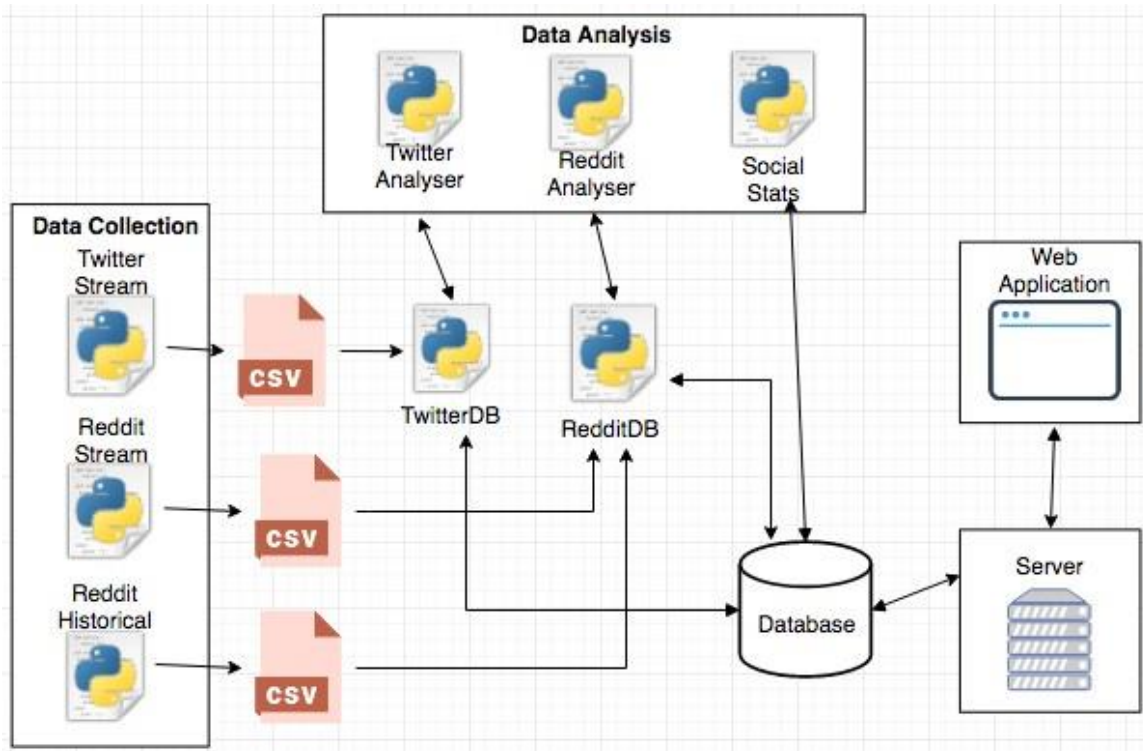 Data Analysis
Twitter
Analyser
Reddit
Analyser
Social
Stats
Data Collection
Twitter
Stream
CSV
TwitterDB
RedditDB
Reddit
Stream
CSV
Reddit
Historical
CSV
Database
Web
Application
Server